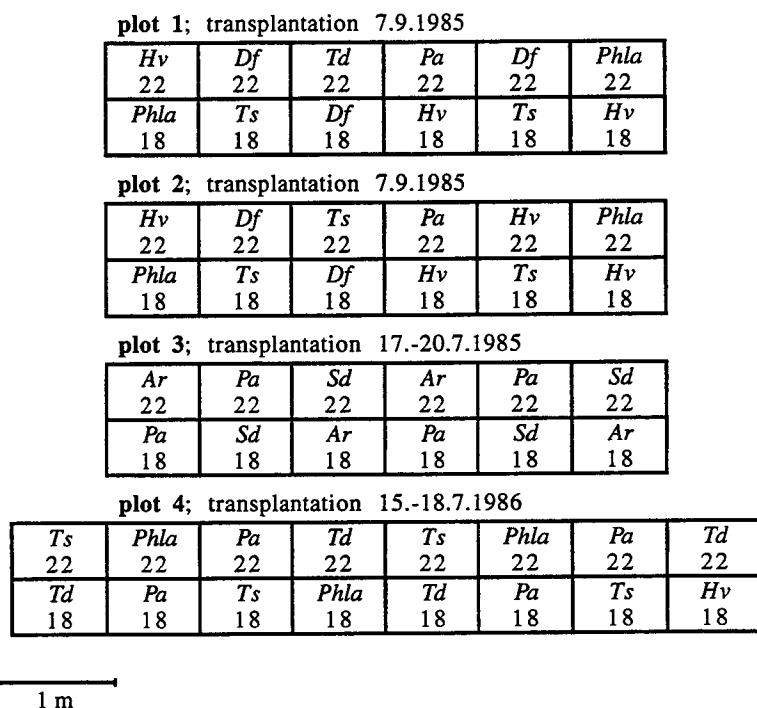 plot 1; transplantation 7.9.1985
Hv Df Td Pa Df Phla
22 22 22 22 22 22
Phla Ts Df Hv Ts Hv
18 18 18 18 18 18
plot 2; transplantation 7.9.1985
Hv Df Ts Pa Hv Phla
22 22 22 22 22 22
Phla Ts Df Hv Ts Hv
18 18 18 18 18 18
plot 3; transplantation 17.-20.7.1985
Ar Pa Sd Ar Pa Sd
22 22 22 22 22 22
Pa Sd Ar Pa Sd Ar
18 18 18 18 18 18
plot 4; transplantation 15.-18.7.1986
Ts Phla Pa Td Ts Phla Pa Td
22 22 22 22 22 22 22 22
Td Pa Ts Phla Td Pa Ts Hv
18 18 18 18 18 18 18 18
1 m